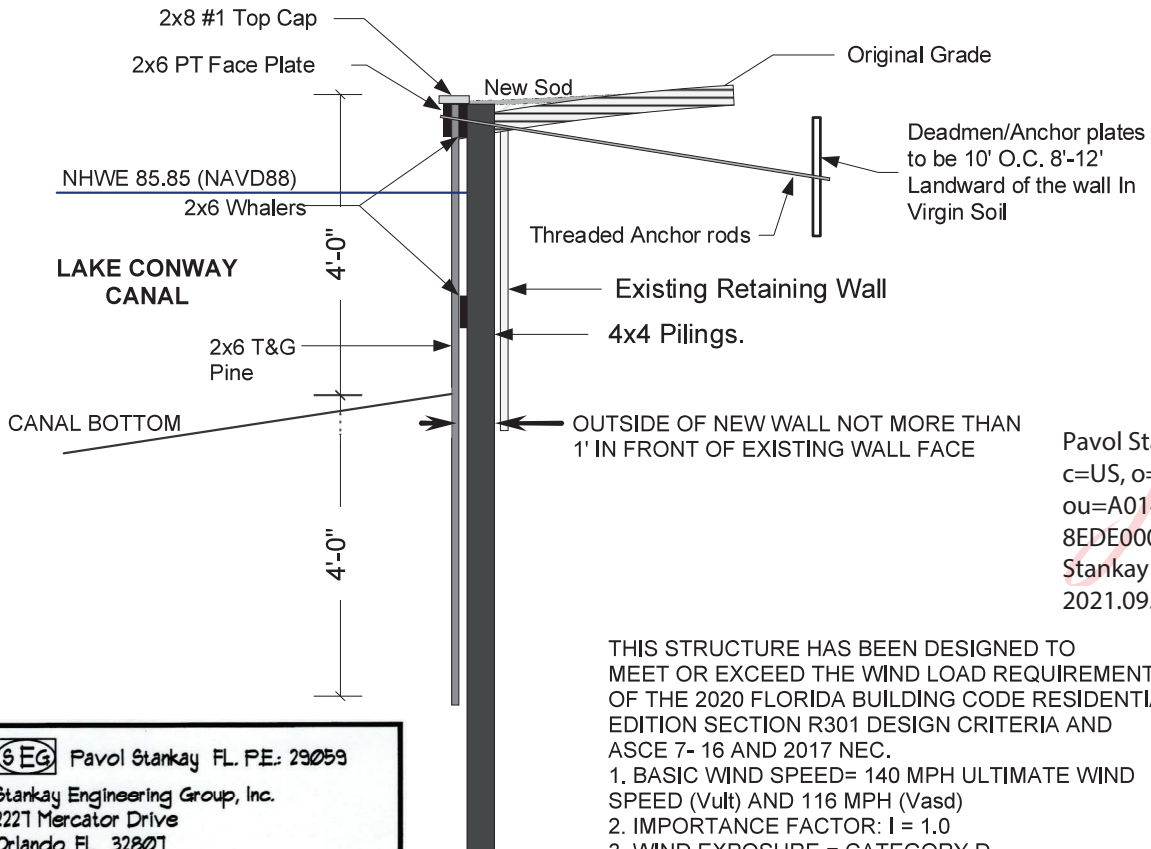 2x8 #1 Top Cap
2x6 PT Face Plate
New Sod
Original Grade
Deadmen/Anchor plates
to be 10' O.C. 8'-12'
Landward of the wall In
Virgin Soil
NHWE 85.85 (NAVD88)
2x6 Whalers
Threaded Anchor rods
LAKE CONWAY
CANAL
4'-0"
Existing Retaining Wall
4x4 Pilings.
2x6 T&G
Pine
CANAL BOTTOM
OUTSIDE OF NEW WALL NOT MORE THAN
1' IN FRONT OF EXISTING WALL FACE
4'-0"
Pavol
c=US, o=
8EDE000
Stankay
2021.09.
THIS STRUCTURE HAS BEEN DESIGNED TO
MEET OR EXCEED THE WIND LOAD
OF THE 2020 FLORIDA BUILDING CODE
EDITION SECTION R301 DESIGN CRITERIA AND
ASCE 7- 16 AND 2017 NEC.
1. BASIC WIND SPEED= 140 MPH ULTIMATE WIND
SPEED (Vult) AND 116 MPH (Vasd)
2. IMPORTANCE FACTOR: I = 1.0
3. WIND EXPOSURE = CATEGORY D
SEG Pavol Stankay FL. P.E.: 29059
Stankay Engineering Group, Inc.
2227 Mercator Drive
Orlando FL. 32807